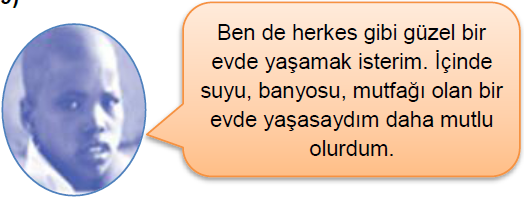 Ben de herkes gibi güzel bir
evde yaşamak isterim. İçinde
suyu, banyosu, mutfağı olan bir
evde yaşasaydım daha mutlu
olurdum.